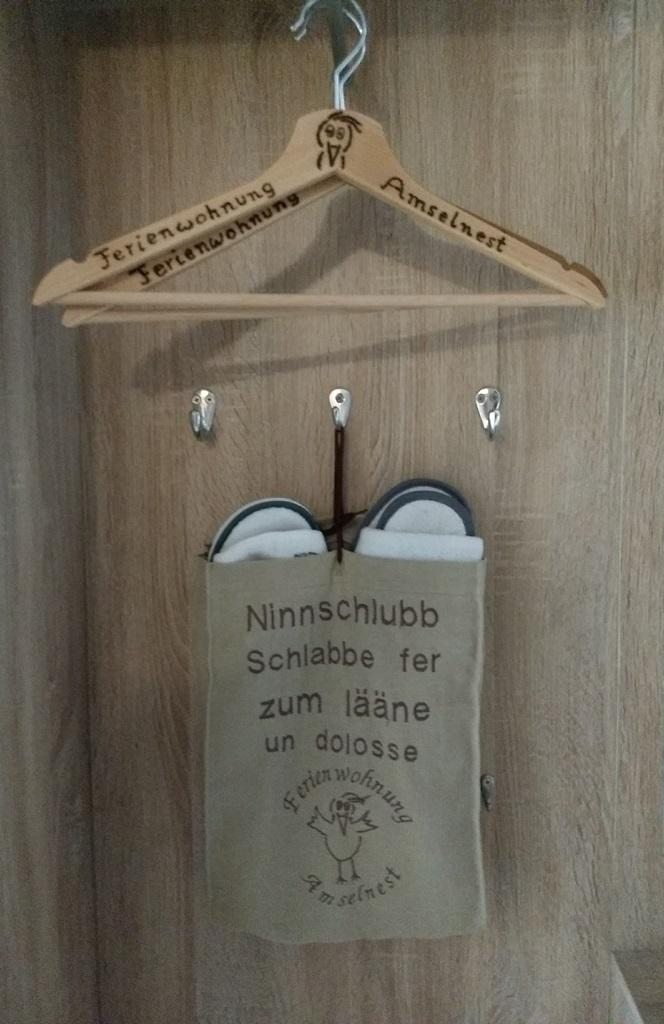 Ferienwohnung
Amselnest
Ferienwohnung
Ninnschlubb
Schlabbe fer
zum lääne
un dolosse
Ferienwohnung
Amselnest